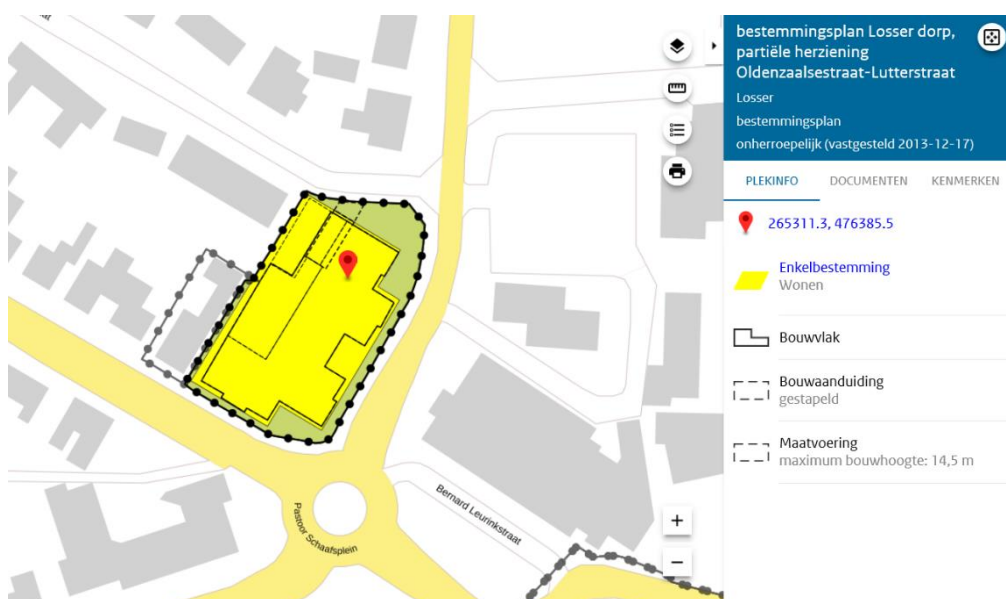 bestemmingsplan Losser dorp,
partiële herziening
Oldenzaalsestraat-Lutterstraat
Losser
bestemmingsplan
onherroepelijk (vastgesteld 2013-12-17)
PLEKINFO DOCUMENTEN KENMERKEN
265311.3, 476385.5
Enkelbestemming
Wonen
Bouwvlak
Bouwaanduiding
gestapeld
Maatvoering
maximum bouwhoogte: 14,5 m
Bernard Leurinkstraat
Pastoor Schaafsplein
+
−